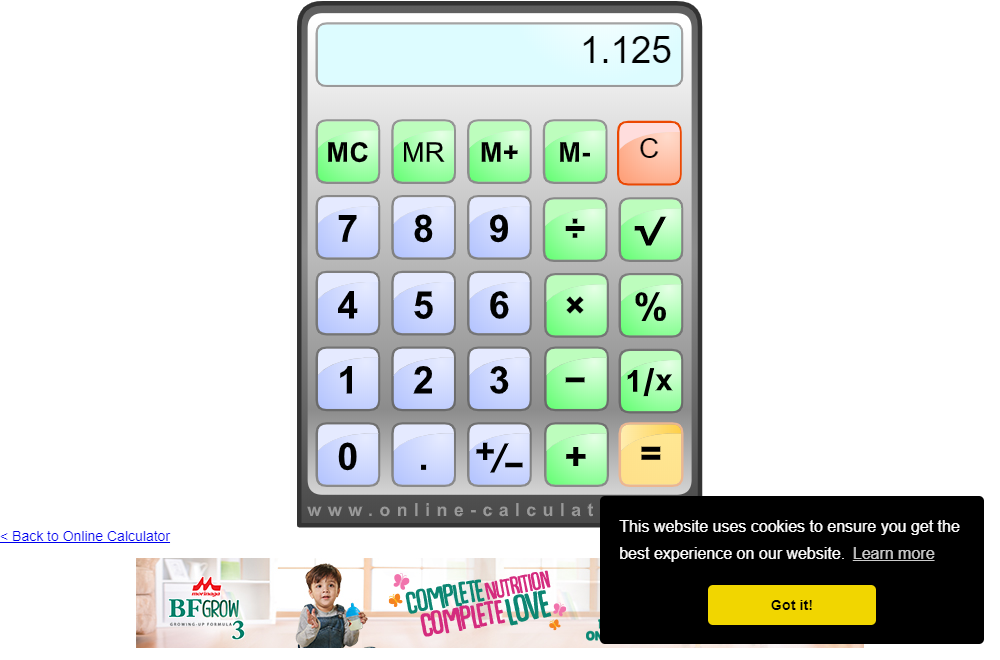 1.125
MC MR M+ M- C
7 8 9 ÷ √
4 5 6 × %
1 2 3 − 1/x
0 . +/− + =
www.online-calculat
< Back to Online Calculator
This website uses cookies to ensure you get the
best experience on our website. Learn more
Got it!
morinaga
BF GROW
GROWING-UP FORMULA
3
COMPLETE NUTRITION
COMPLETE LOVE
ON